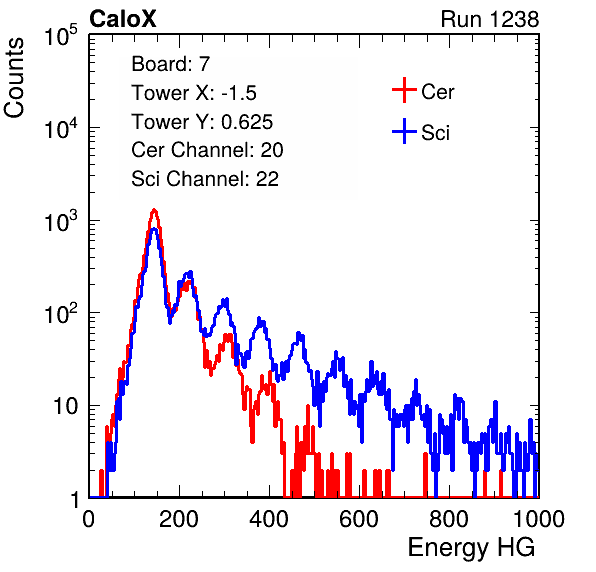 CaloX Run 1238
Counts
10^5
10^4
10^3
10^2
10
1
Board: 7
Tower X: -1.5
Tower Y: 0.625
Cer Channel: 20
Sci Channel: 22
Cer
Sci
0 200 400 600 800 1000
Energy HG